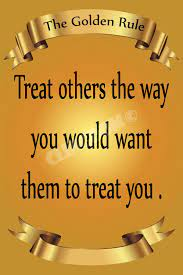 The Golden Rule
Treat others the way
you would want
them to treat you .